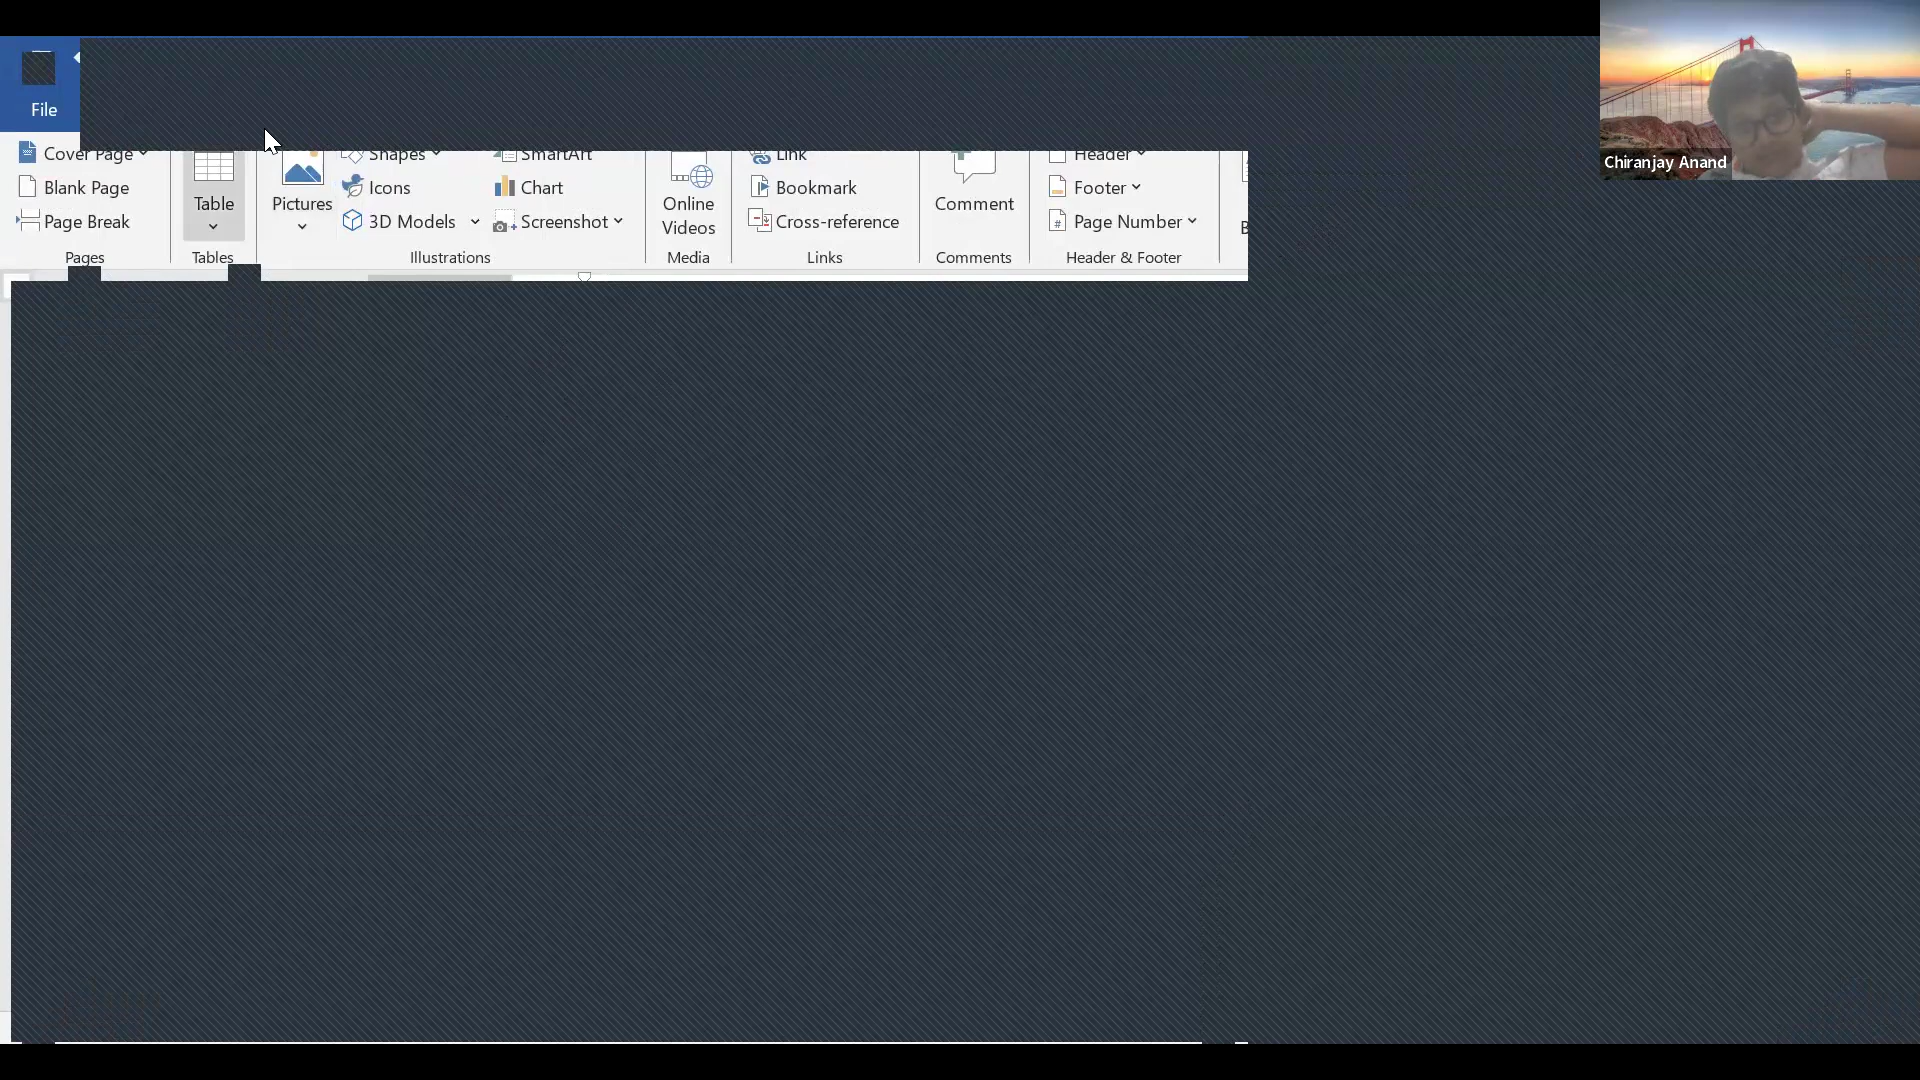 File
Cover Page
Shapes
SmartArt
Link
Header
Blank Page
Icons
Chart
Bookmark
Footer
Table
Pictures
Online
Videos
Comment
Page Break
3D Models
Screenshot
Cross-reference
Page Number
Pages
Tables
Illustrations
Media
Links
Comments
Header & Footer
Chiranjay Anand